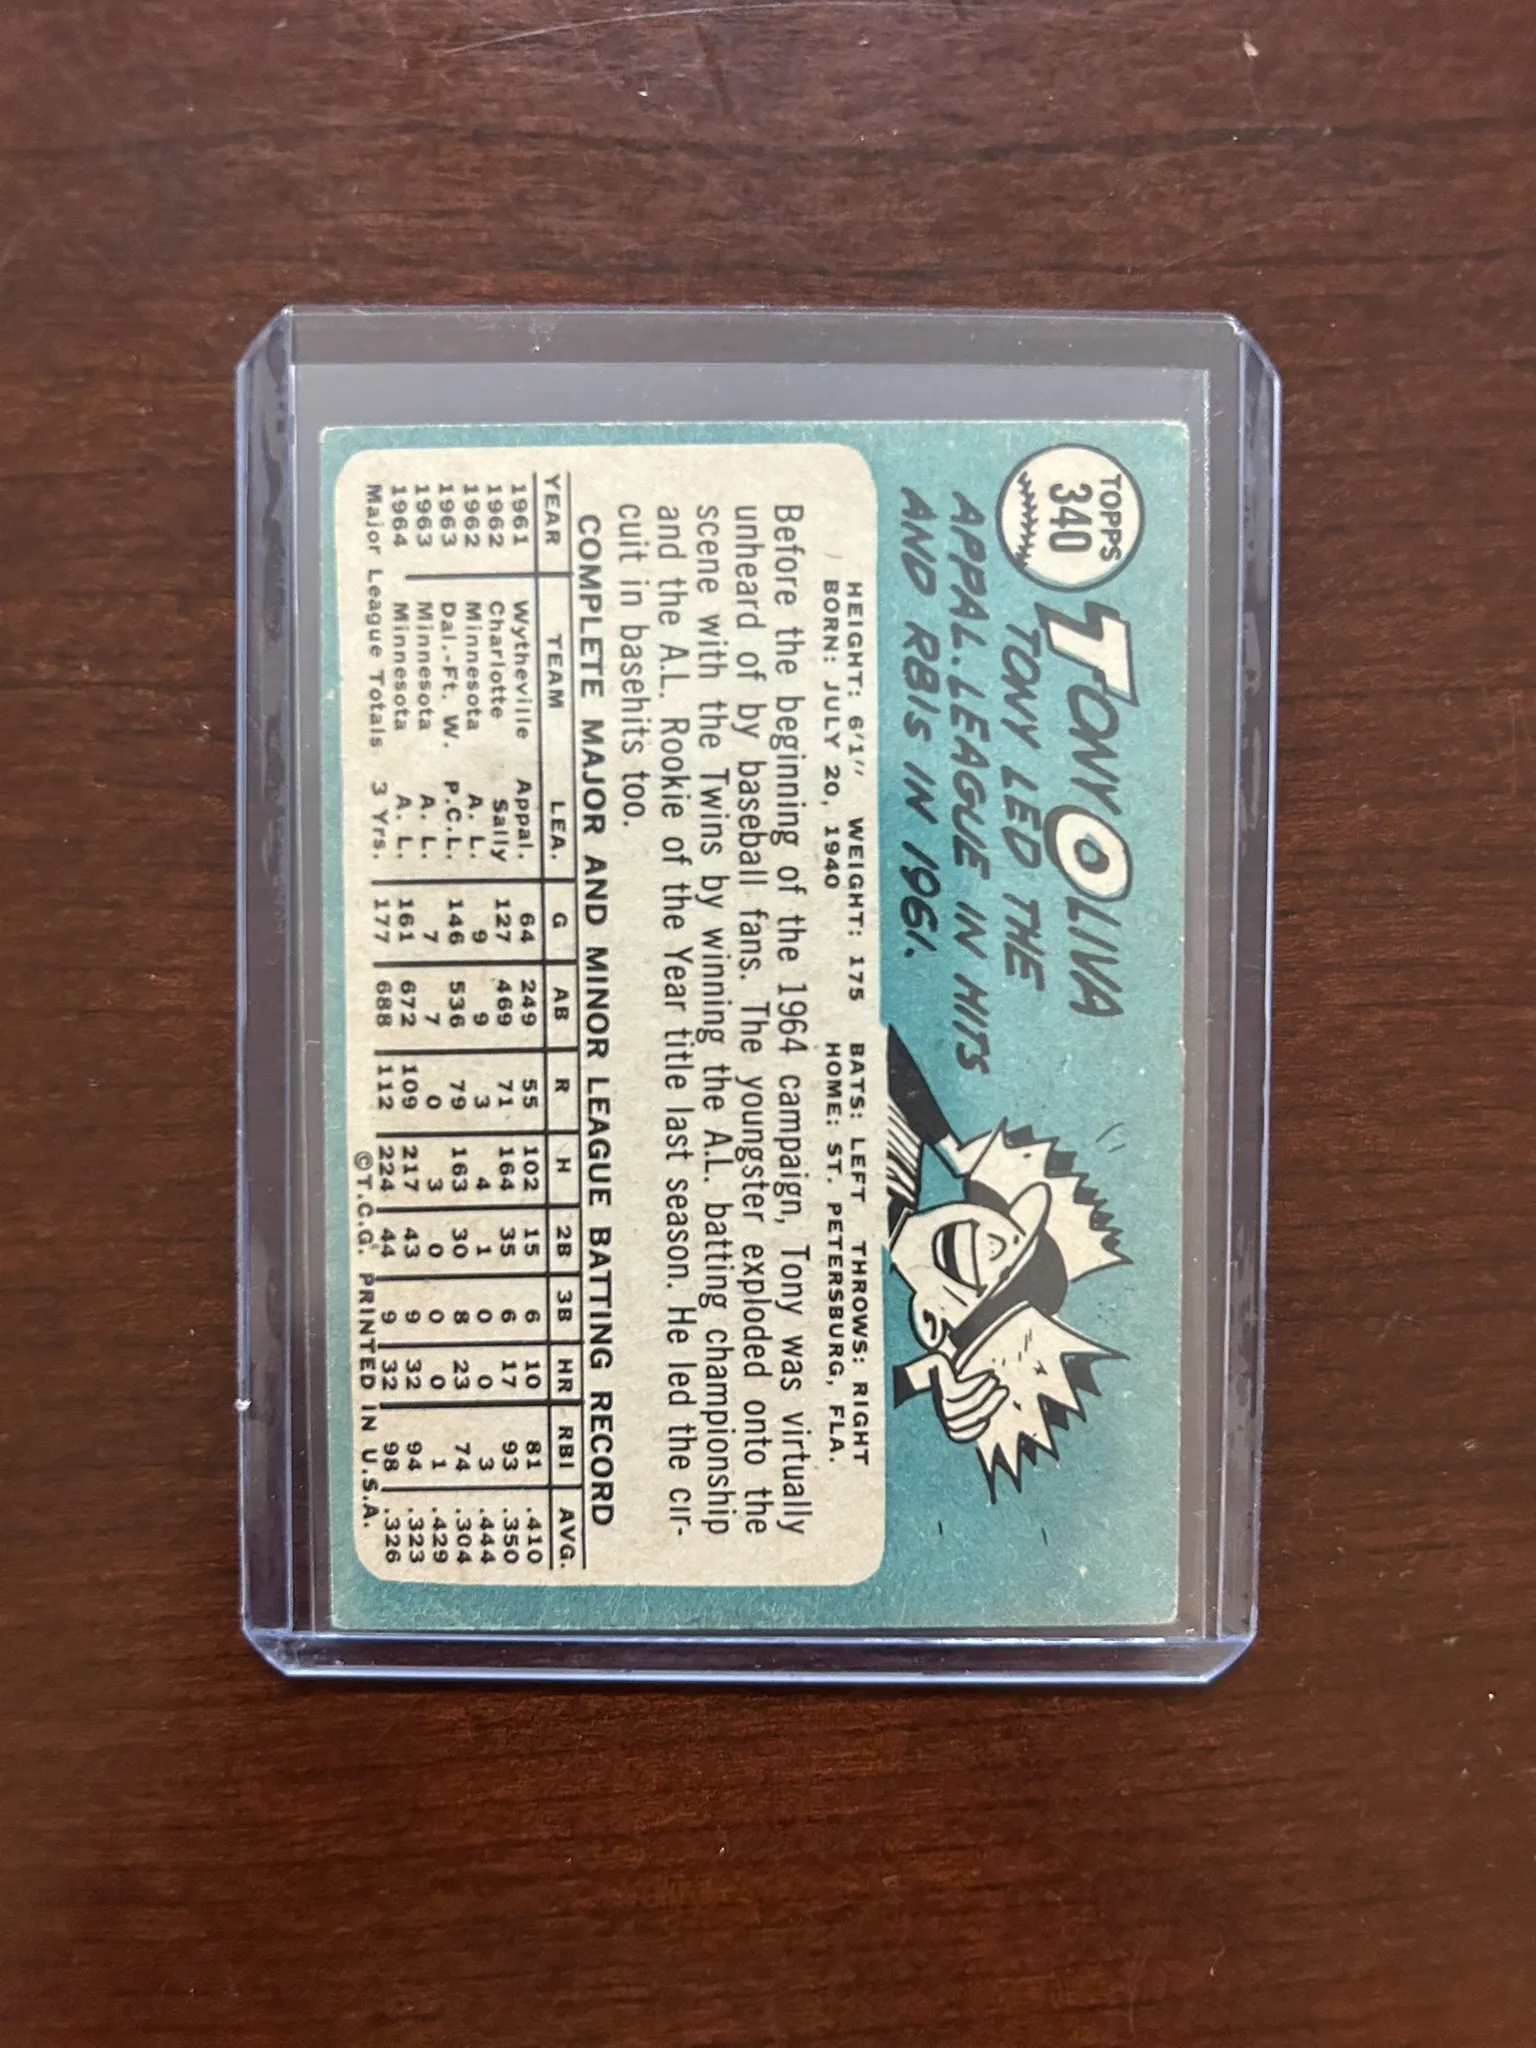 TOPPS
340
TONY OLIVA
TONY LED THE
APPAL. LEAGUE IN HITS
AND RBIS IN 1961.
HEIGHT: 6'1" WEIGHT: 175 BATS: LEFT THROWS: RIGHT
BORN: JULY 20, 1940 HOME: ST. PETERSBURG, FLA.
Before the beginning of the 1964 campaign, Tony was virtually
unheard of by baseball fans. The youngster exploded onto the
scene with the Twins by winning the A.L. batting championship
and the A.L. Rookie of the Year title last season. He led the cir-
cuit in basehits too.
COMPLETE MAJOR AND MINOR LEAGUE BATTING RECORD
YEAR TEAM LEA. G AB R H 2B 3B HR RBI AVG.
1961 Wytheville Appal. 64 249 55 102 15 6 10 81 .410
1962 Charlotte Sally 127 469 71 164 35 6 17 93 .350
1962 Minnesota A. L. 9 9 3 4 1 0 0 3 .444
1963 Dal.-Ft. W. P.C.L. 146 536 79 163 30 8 23 74 .304
1963 Minnesota A. L. 7 7 0 3 0 0 0 1 .429
1964 Minnesota A. L. 161 672 109 217 43 9 32 94 .323
Major League Totals 3 Yrs. 177 688 112 224 44 9 32 98 .326
©T.C.G. PRINTED IN U.S.A.